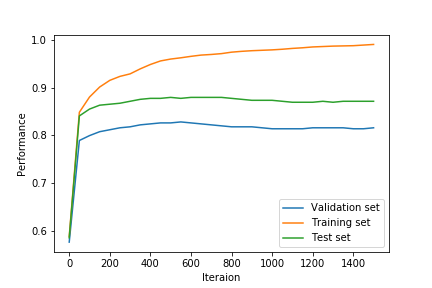 1.0
0.9
0.8
0.7
0.6
Performance
0 200 400 600 800 1000 1200 1400
Iteraion
Validation set
Training set
Test set